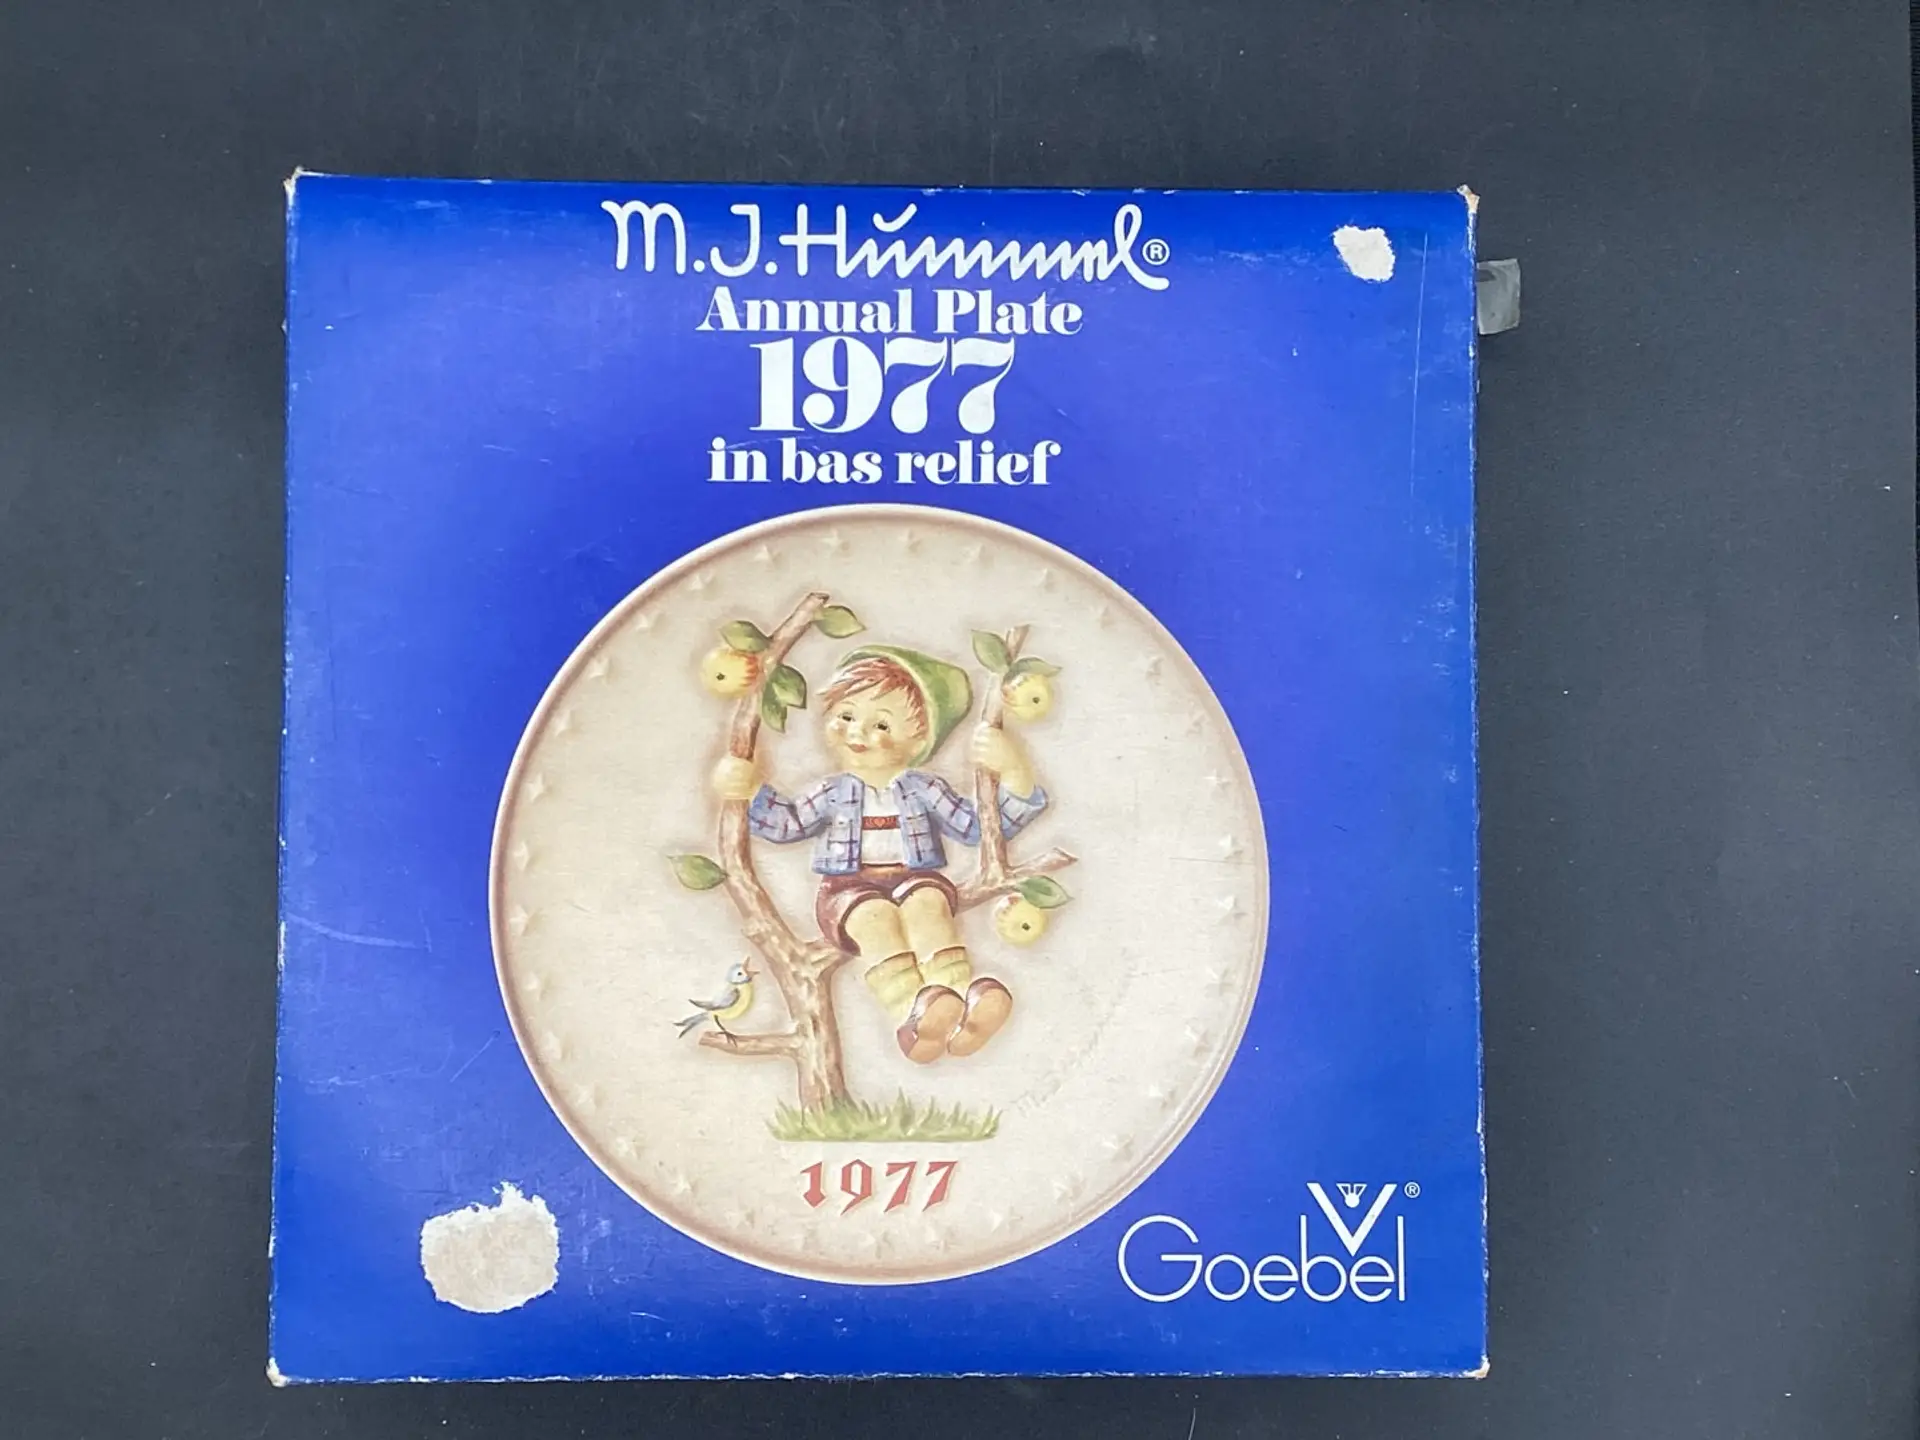 M.J.Hummel®
Annual Plate
1977
in bas relief
1977
Goebel®